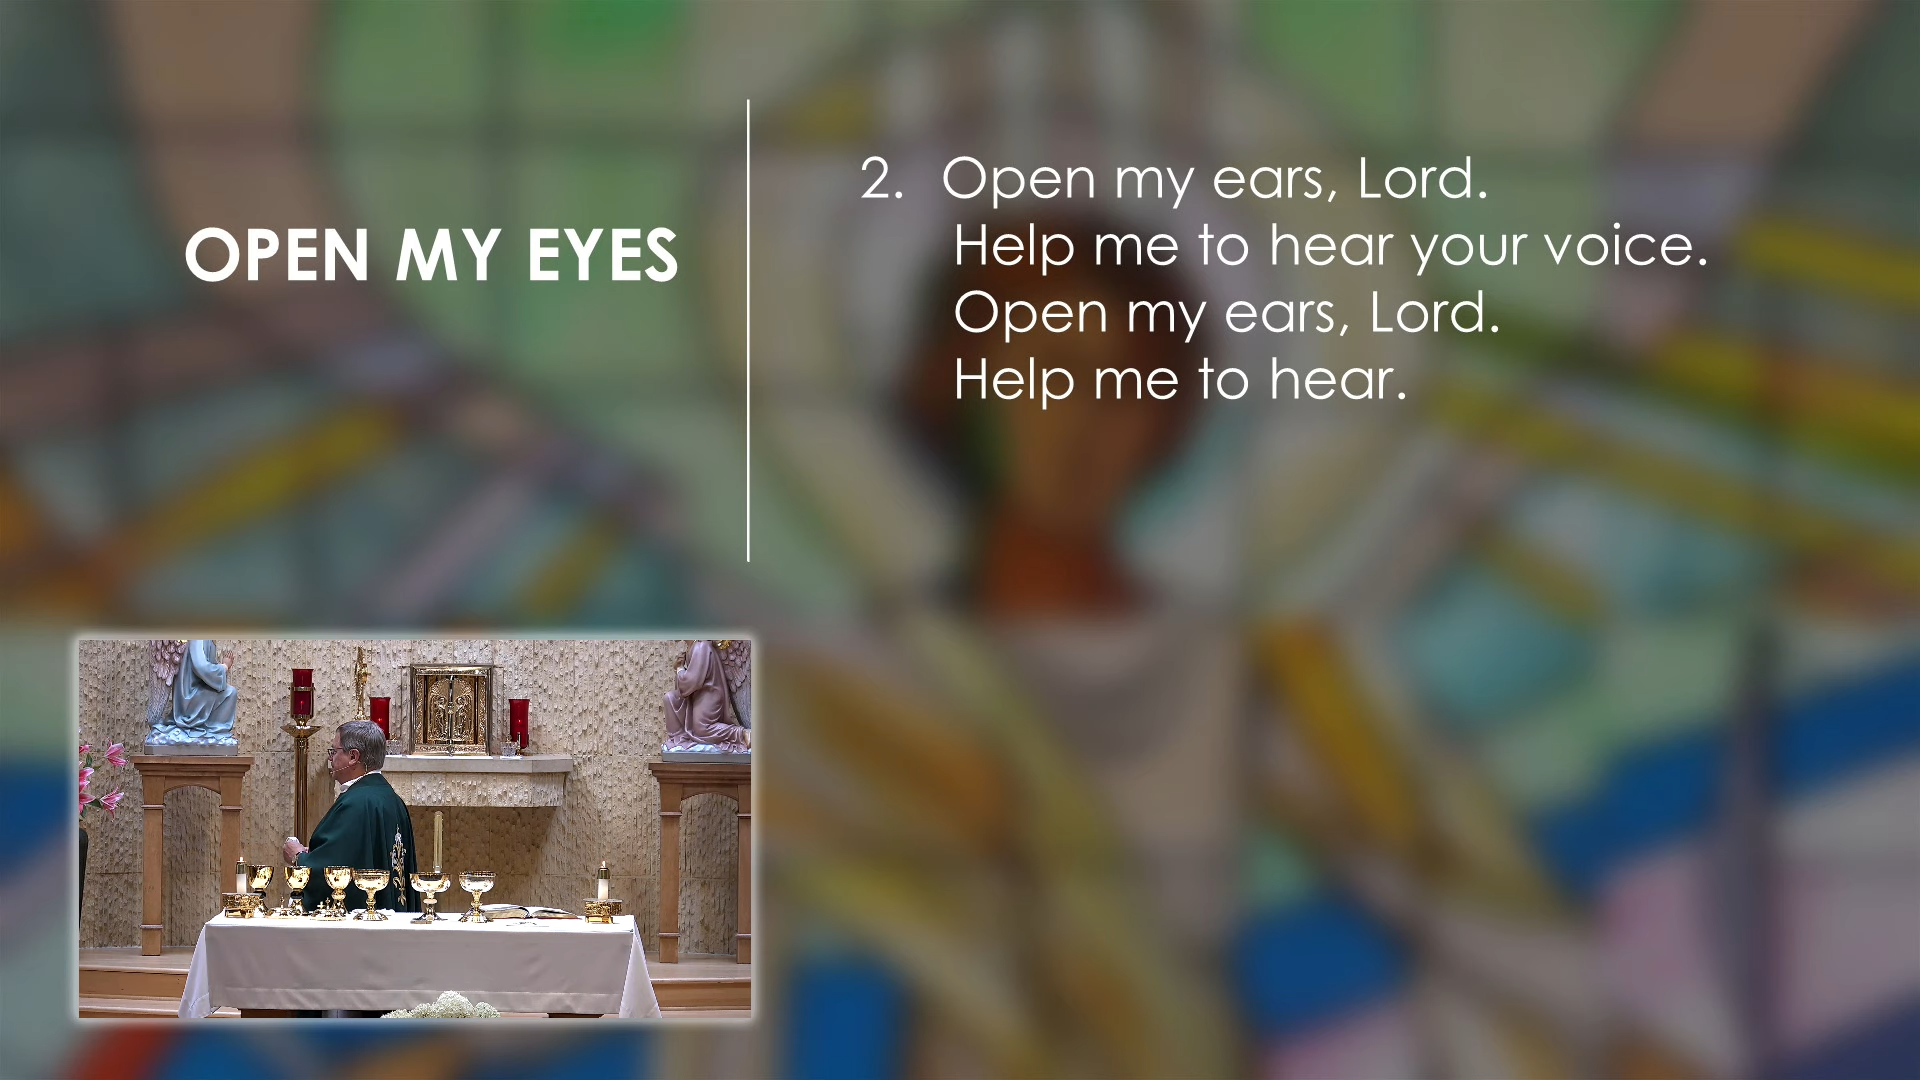 OPEN MY EYES
2. Open my ears, Lord.
Help me to hear your voice.
Open my ears, Lord.
Help me to hear.